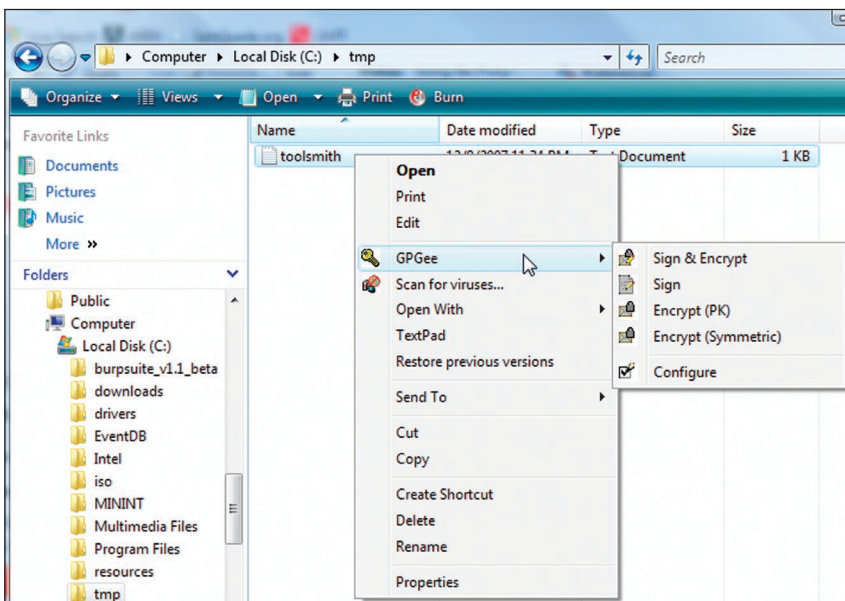 Computer ▸ Local Disk (C:) ▸ tmp
Search
Organize Views Open Print Burn
Favorite Links
Documents
Pictures
Music
More »
Folders
Public
Computer
Local Disk (C:)
burpsuite_v1.1_beta
downloads
drivers
EventDB
Intel
iso
MININT
Multimedia Files
Program Files
resources
tmp
Name Date modified Type Size
toolsmith Document 1 KB
Open
Print
Edit
GPGee
Scan for viruses...
Open With
TextPad
Restore previous versions
Send To
Cut
Copy
Create Shortcut
Delete
Rename
Properties
Sign & Encrypt
Sign
Encrypt (PK)
Encrypt (Symmetric)
Configure